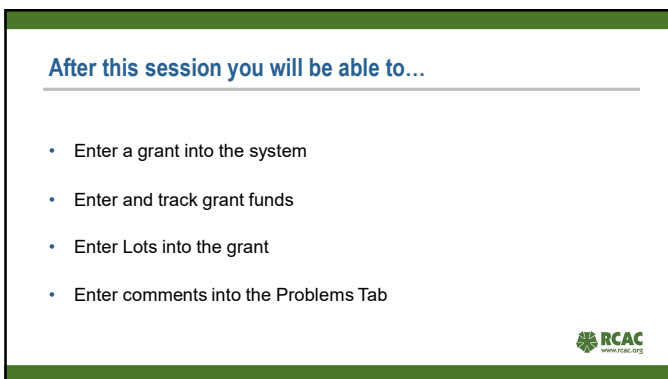 After this session you will be able to…
• Enter a grant into the system
• Enter and track grant funds
• Enter Lots into the grant
• Enter comments into the Problems Tab
RCAC
www.rcac.org